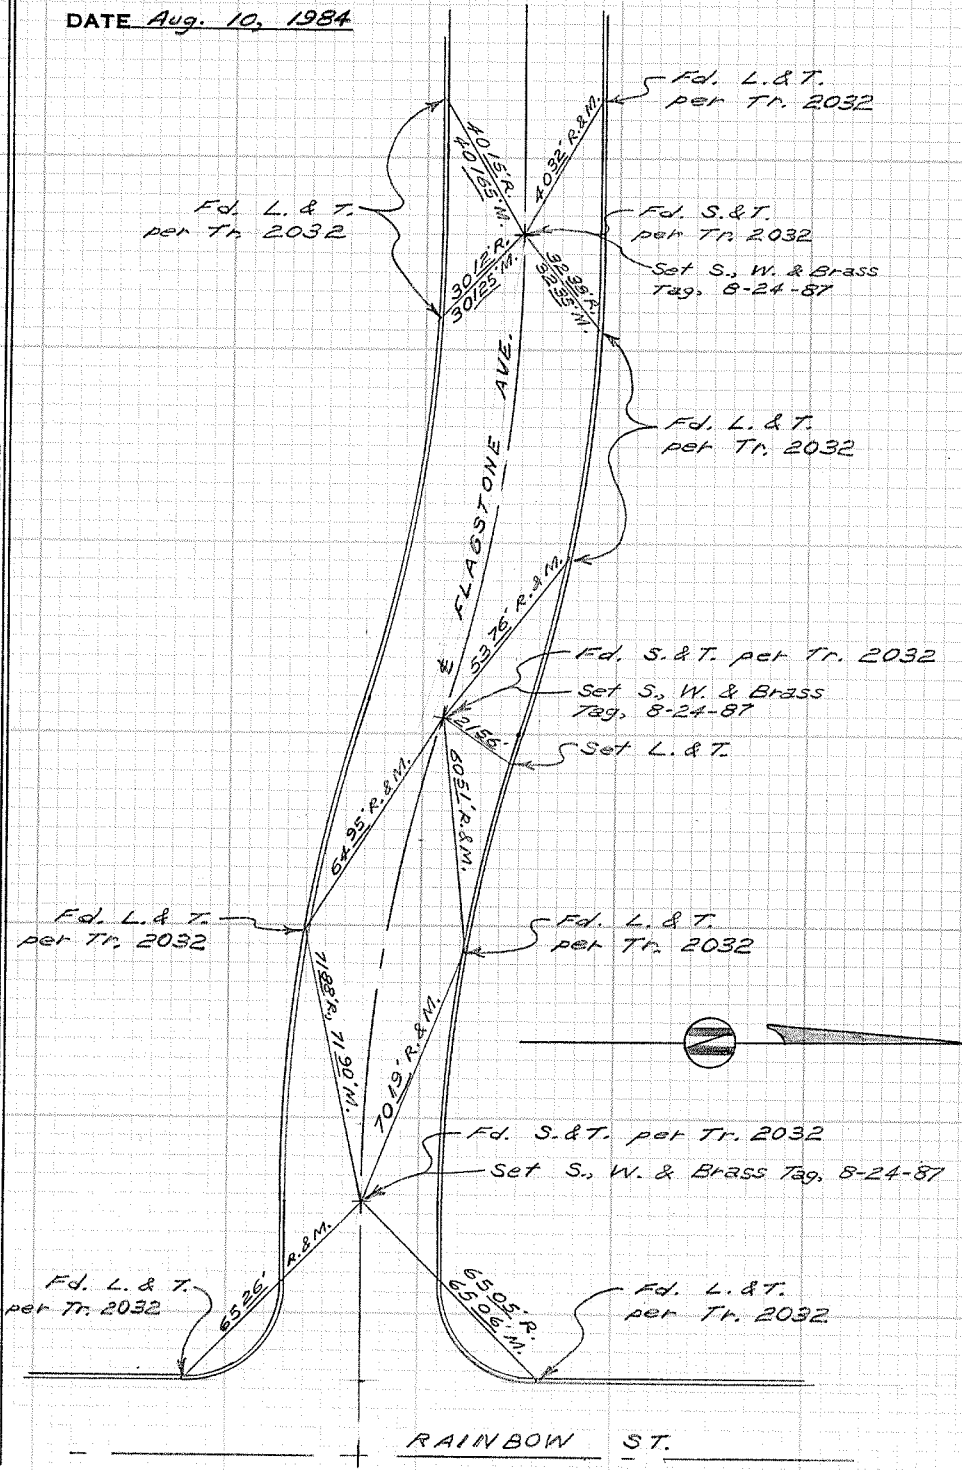 DATE Aug. 10, 1984
Fd. L. & T.
per Tr. 2032
40 15' R.
40 165' M.
40 32' R. & M.
Fd. L. & T.
per Tr. 2032
Fd. S. & T.
per Tr. 2032
Set S., W. & Brass
Tag, 8-24-87
30 12' R.
30 125' M.
32 35' M.
FLAGSTONE AVE.
Fd. L. & T.
per Tr. 2032
53 76' R. & M.
Fd. S. & T. per Tr. 2032
Set S., W. & Brass
Tag, 8-24-87
21 56'
Set L. & T.
64 95' R. & M.
60 51' R. & M.
Fd. L. & T.
per Tr. 2032
Fd. L. & T.
per Tr. 2032
71 88' R., 71 90' M.
70 19' R. & M.
N
Fd. S. & T. per Tr. 2032
Set S., W. & Brass Tag, 8-24-87
65 26' R. & M.
Fd. L. & T.
per Tr. 2032
65 05' R.
65 06' M.
Fd. L. & T.
per Tr. 2032
RAINBOW ST.